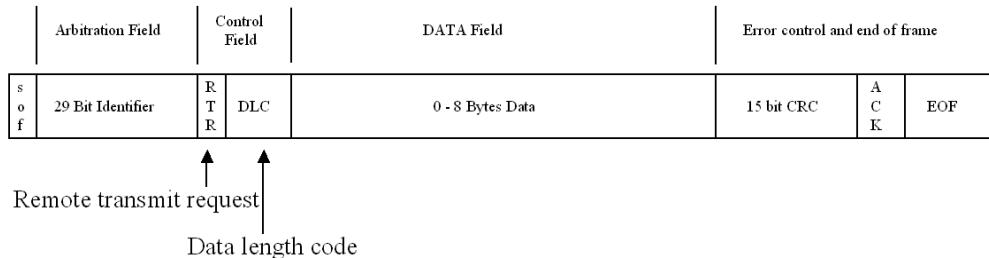 Arbitration Field
Control
Field
DATA Field
Error control and end of frame
s
o
f
29 Bit Identifier
R
T
R
DLC
0 - 8 Bytes Data
15 bit CRC
A
C
K
EOF
Remote transmit request
Data length code